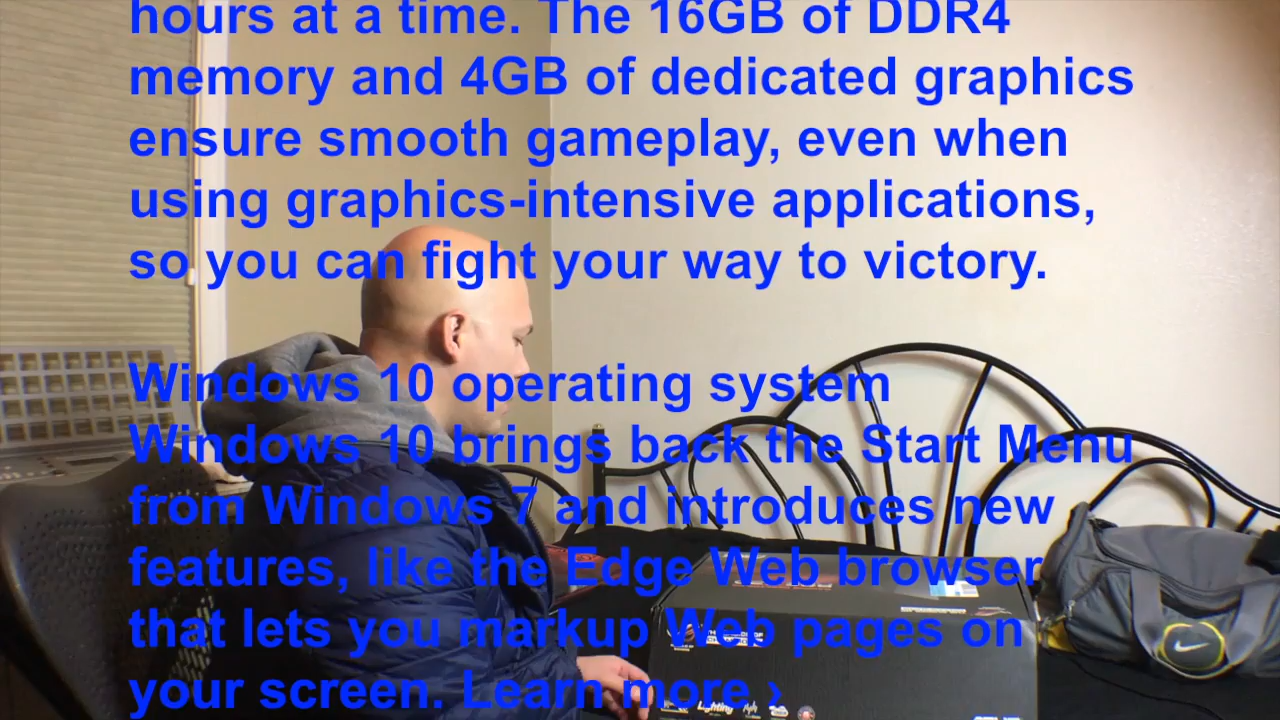 hours at a time. The 16GB of DDR4
memory and 4GB of dedicated graphics
ensure smooth gameplay, even when
using graphics-intensive applications,
so you can fight your way to victory.
Windows 10 operating system
Windows 10 brings back the Start Menu
from Windows 7 and introduces new
features, like the Edge Web browser
that lets you markup Web pages on
your screen. Learn more ›
Lighting